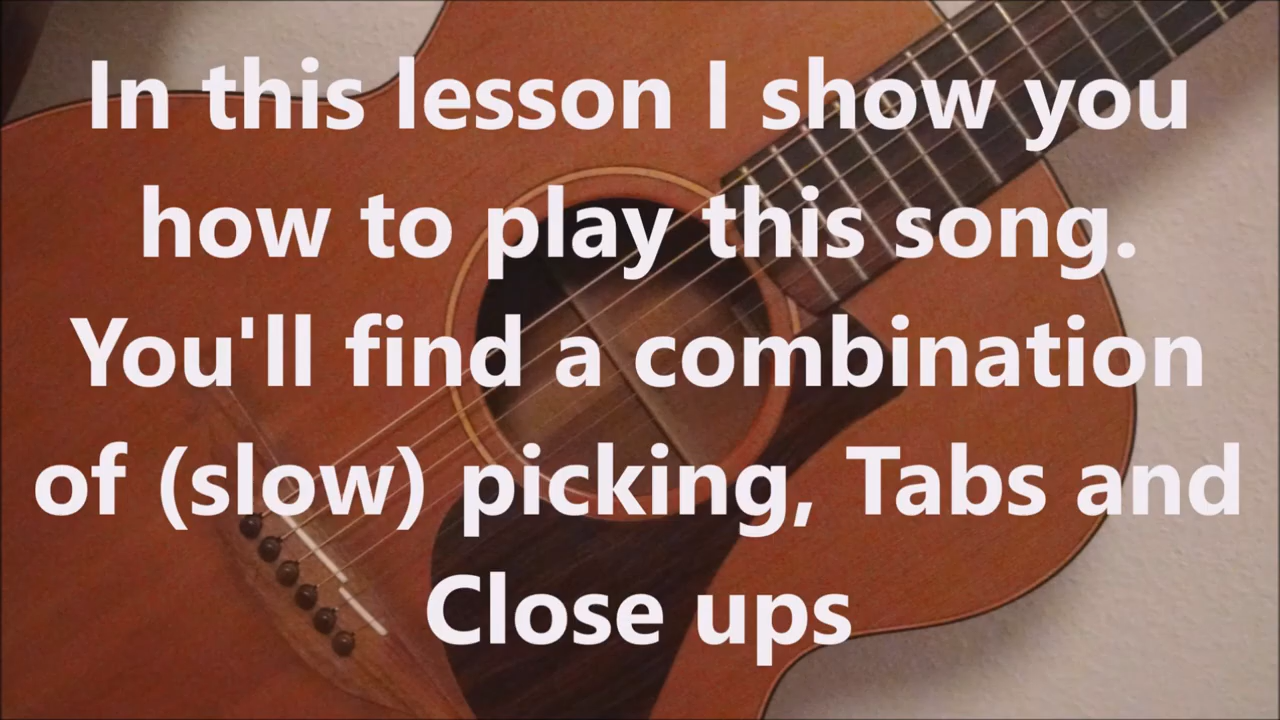 In this lesson I show you
how to play this song.
You'll find a combination
of (slow) picking, Tabs and
Close ups